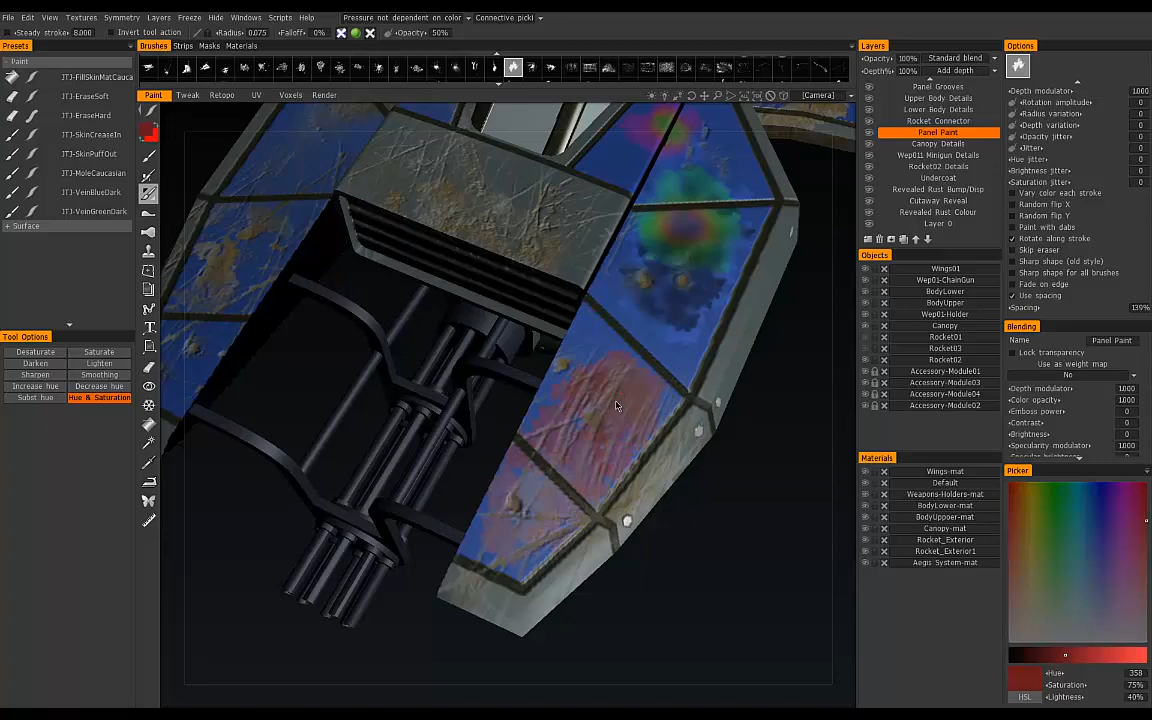 File Edit View Textures Symmetry Layers Freeze Hide Windows Scripts Help Pressure not dependent on color Connective picki
Steady stroke: 8.000 Invert tool action Radius: 0.075 Falloff: 0% Opacity: 50%
Presets
Paint
JTJ-FillSkinMatCauca
JTJ-EraseSoft
JTJ-EraseHard
JTJ-SkinCreaseIn
JTJ-SkinPuffOut
JTJ-MoleCaucasian
JTJ-VeinBlueDark
JTJ-VeinGreenDark
Surface
Tool Options
Desaturate Saturate
Darken Lighten
Sharpen Smoothing
Increase hue Decrease hue
Subst hue Hue & Saturation
Brushes Strips Masks Materials
Paint Tweak Retopo UV Voxels Render [Camera]
Layers
Opacity: 100% Standard blend
Depth: 100% Add depth
Panel Grooves
Upper Body Details
Lower Body Details
Rocket Connector
Panel Paint
Canopy Details
Wep011 Minigun Details
Rocket02 Details
Undercoat
Revealed Rust Bump/Disp
Cutaway Reveal
Revealed Rust Colour
Layer 0
Objects
Wings01
Wep01-ChainGun
BodyLower
BodyUpper
Wep01-Holder
Canopy
Rocket01
Rocket03
Rocket02
Accessory-Module01
Accessory-Module03
Accessory-Module04
Accessory-Module02
Materials
Wings-mat
Default
Weapons-Holders-mat
BodyLower-mat
BodyUppoer-mat
Canopy-mat
Rocket_Exterior
Rocket_Exterior1
Aegis System-mat
Options
Depth modulator: 1.000
Rotation amplitude: 0
Radius variation: 0
Depth variation: 0
Opacity jitter: 0
Jitter: 0
Hue jitter: 0
Brightness jitter: 0
Saturation jitter: 0
Vary color each stroke
Random flip X
Random flip Y
Paint with dabs
Rotate along stroke
Skip eraser
Sharp shape (old style)
Sharp shape for all brushes
Fade on edge
Use spacing
Spacing: 139%
Blending
Name Panel Paint
Lock transparency
Use as weight map
No
Depth modulator: 1.000
Color opacity: 1.000
Emboss power: 0
Contrast: 0
Brightness: 0
Specularity modulator: 1.000
Picker
Hue: 358
Saturation: 75%
HSL Lightness: 40%